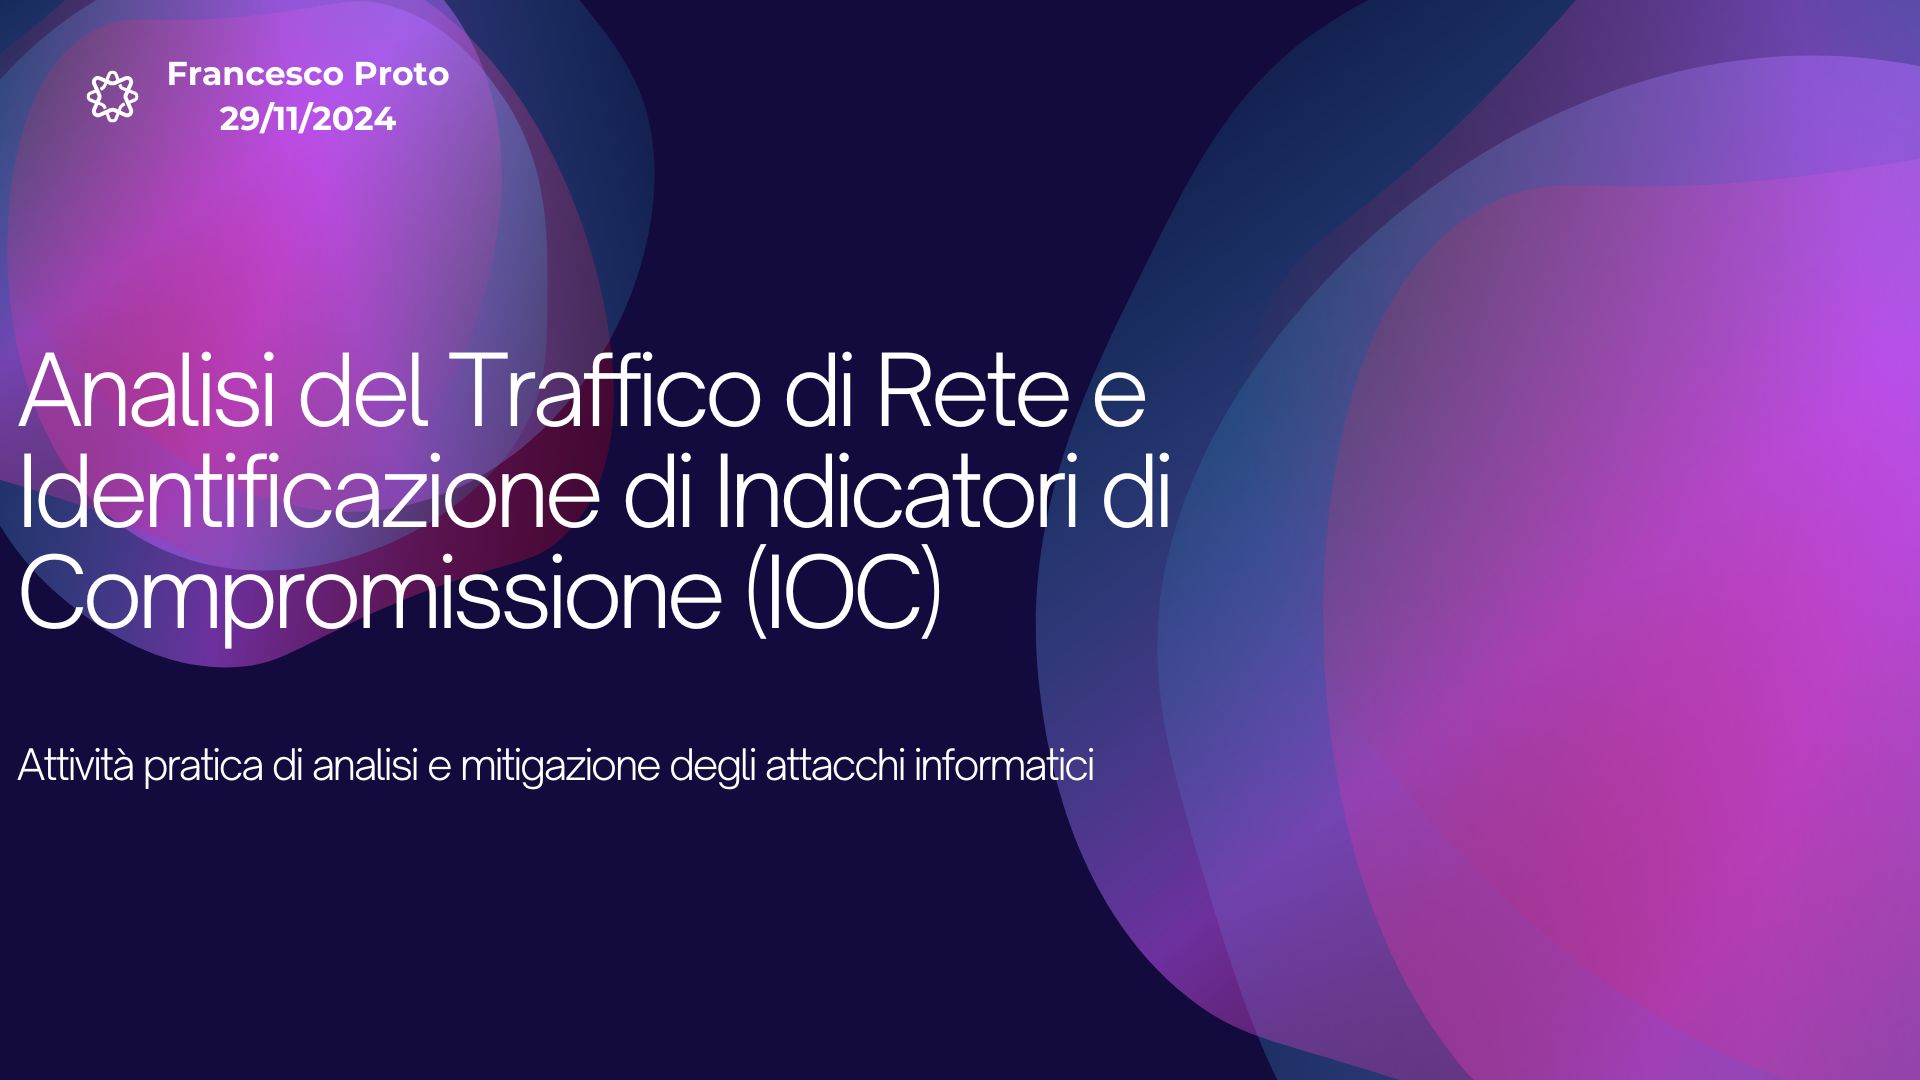 Francesco Proto
29/11/2024
Analisi del Traffico di Rete e
Identificazione di Indicatori di
Compromissione (IOC)
Attività pratica di analisi e mitigazione degli attacchi informatici